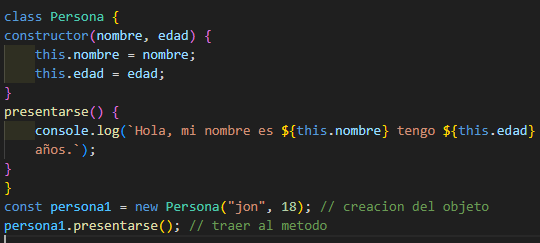 class Persona {
constructor(nombre, edad) {
this.nombre = nombre;
this.edad = edad;
}
presentarse() {
console.log(`Hola, mi nombre es ${this.nombre} tengo ${this.edad}
años.`);
}
}
const persona1 = new Persona("jon", 18); // creacion del objeto
persona1.presentarse(); // traer al metodo